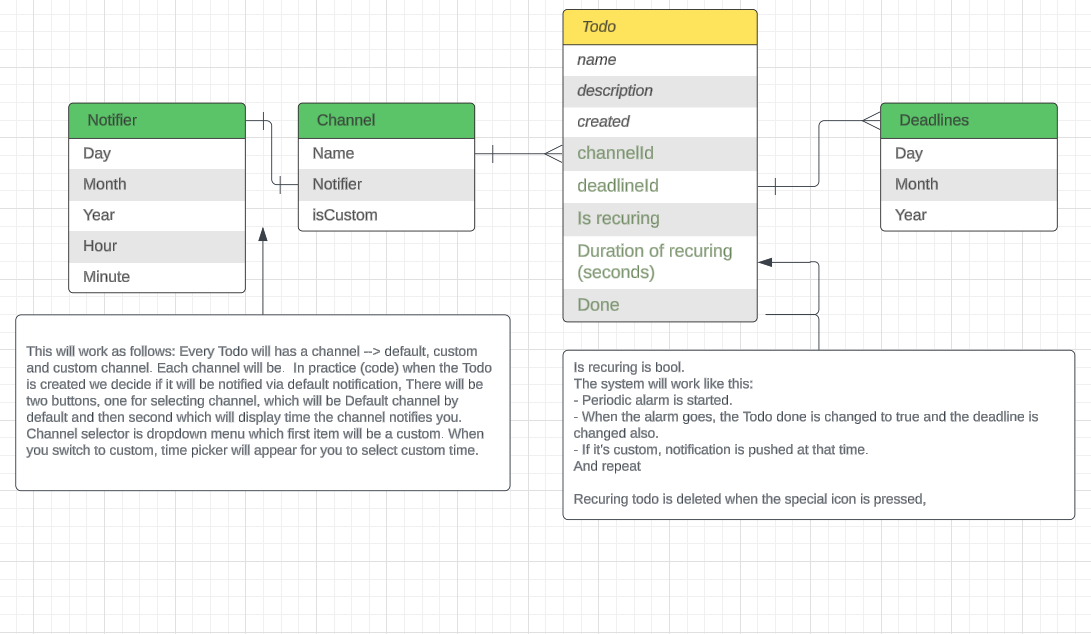 Todo
name
description
created
channelId
deadlineId
Is recuring
Duration of recuring
(seconds)
Done
Notifier
Day
Month
Year
Hour
Minute
Channel
Name
Notifier
isCustom
Deadlines
Day
Month
Year
This will work as follows: Every Todo will has a channel --> default, custom
and custom channel. Each channel will be.  In practice (code) when the Todo
is created we decide if it will be notified via default notification, There will be
two buttons, one for selecting channel, which will be Default channel by
default and then second which will display time the channel notifies you.
Channel selector is dropdown menu which first item will be a custom. When
you switch to custom, time picker will appear for you to select custom time.
Is recuring is bool.
The system will work like this:
- Periodic alarm is started.
- When the alarm goes, the Todo done is changed to true and the deadline is
changed also.
- If it's custom, notification is pushed at that time.
And repeat
Recuring todo is deleted when the special icon is pressed,